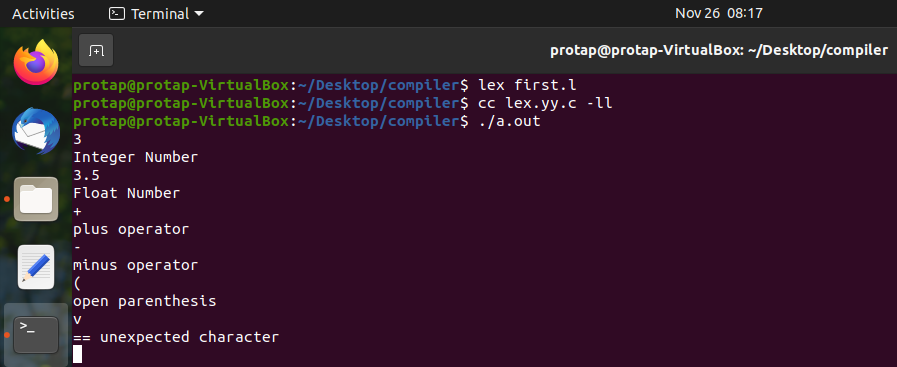 Activities
Terminal
Nov 26 08:17
protap@protap-VirtualBox: ~/Desktop/compiler
protap@protap-VirtualBox:~/Desktop/compiler$ lex first.l
protap@protap-VirtualBox:~/Desktop/compiler$ cc lex.yy.c -ll
protap@protap-VirtualBox:~/Desktop/compiler$ ./a.out
3
Integer Number
3.5
Float Number
+
plus operator
-
minus operator
(
open parenthesis
v
== unexpected character
>_